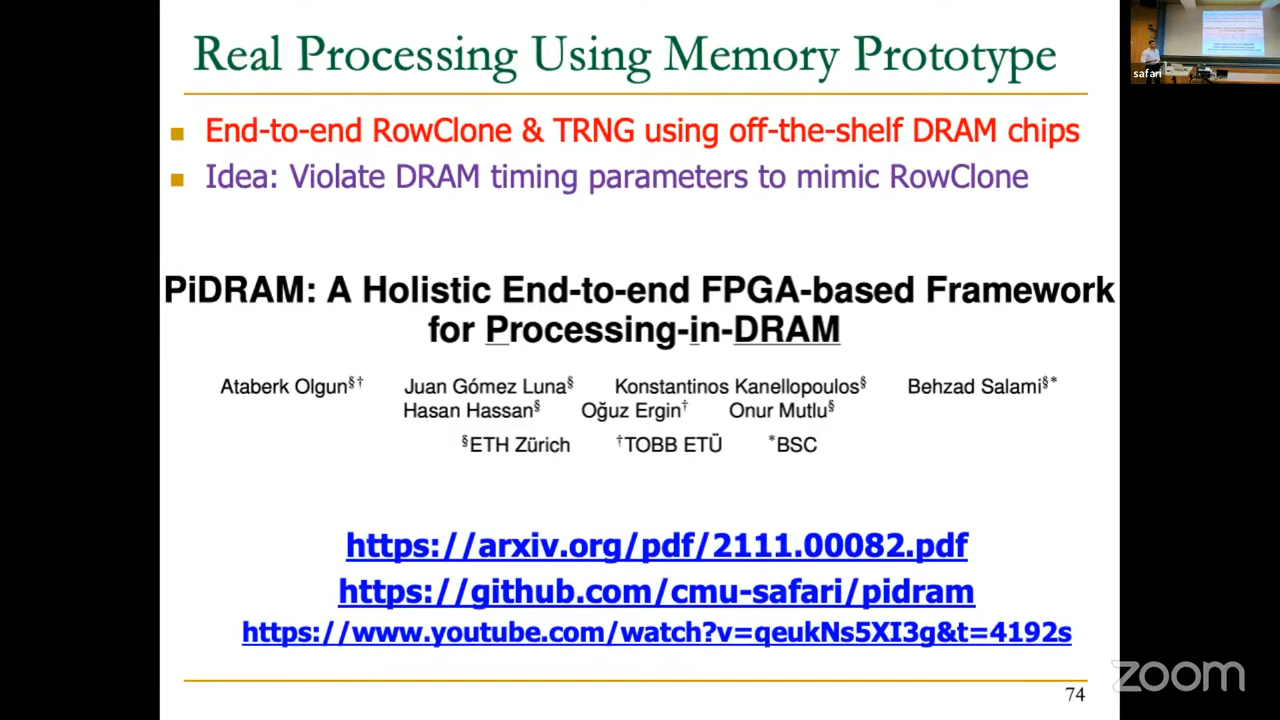 Real Processing Using Memory Prototype
End-to-end RowClone & TRNG using off-the-shelf DRAM chips
Idea: Violate DRAM timing parameters to mimic RowClone
PiDRAM: A Holistic End-to-end FPGA-based Framework
for Processing-in-DRAM
Ataberk Olgun§† Juan Gómez Luna§ Konstantinos Kanellopoulos§ Behzad Salami§*
Hasan Hassan§ Oğuz Ergin† Onur Mutlu§
§ETH Zürich †TOBB ETÜ *BSC
https://arxiv.org/pdf/2111.00082.pdf
https://github.com/cmu-safari/pidram
https://www.youtube.com/watch?v=qeukNs5XI3g&t=4192s
74
safari
zoom